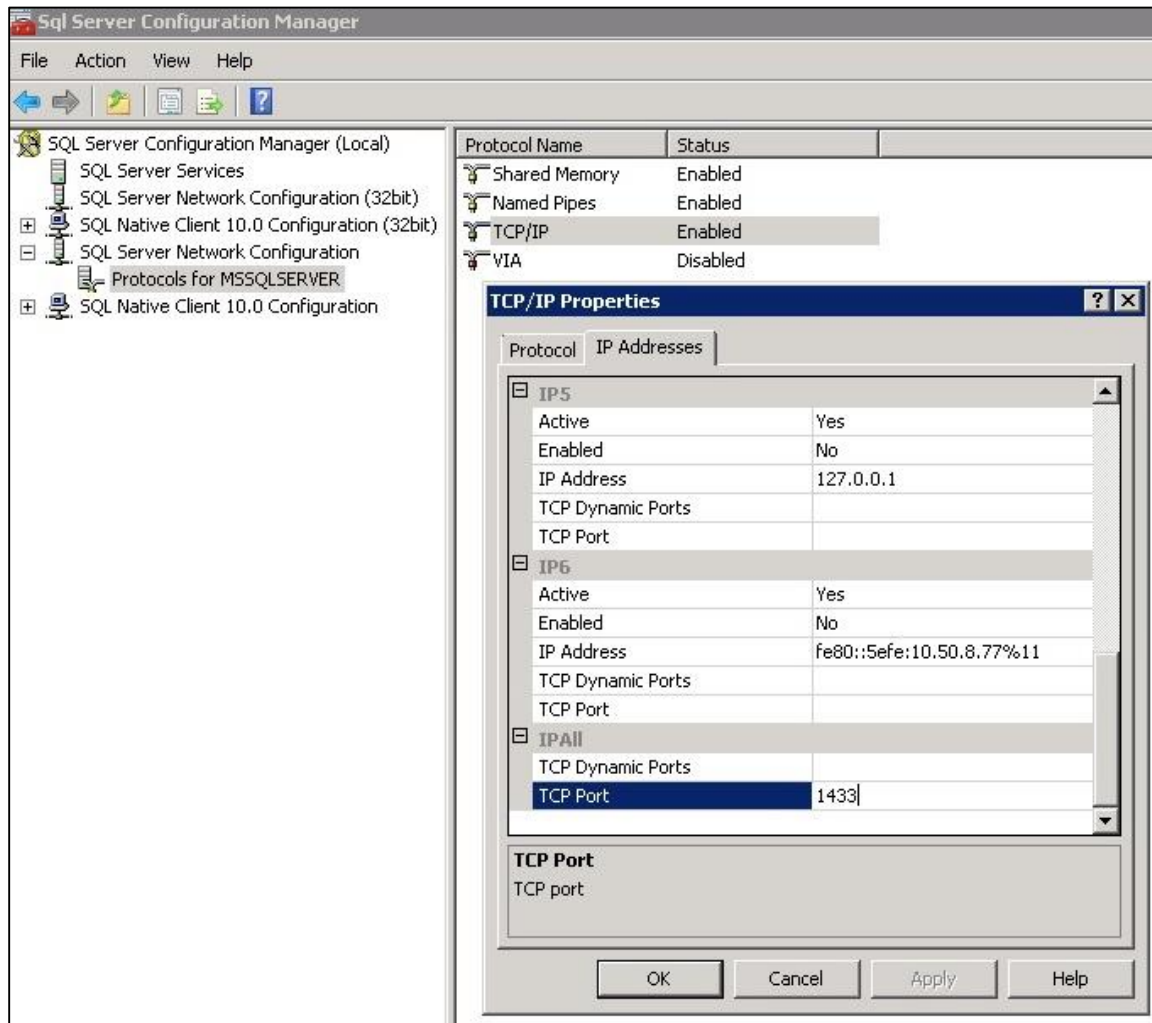 Sql Server Configuration Manager
File Action View Help
SQL Server Configuration Manager (Local)
SQL Server Services
SQL Server Network Configuration (32bit)
SQL Native Client 10.0 Configuration (32bit)
SQL Server Network Configuration
Protocols for MSSQLSERVER
SQL Native Client 10.0 Configuration
Protocol Name Status
Shared Memory Enabled
Named Pipes Enabled
TCP/IP Enabled
VIA Disabled
TCP/IP Properties
Protocol IP Addresses
IP5
Active Yes
Enabled No
IP Address 127.0.0.1
TCP Dynamic Ports
TCP Port
IP6
Active Yes
Enabled No
IP Address fe80::5efe:10.50.8.77%11
TCP Dynamic Ports
TCP Port
IPAll
TCP Dynamic Ports
TCP Port 1433
TCP Port
TCP port
OK Cancel Apply Help